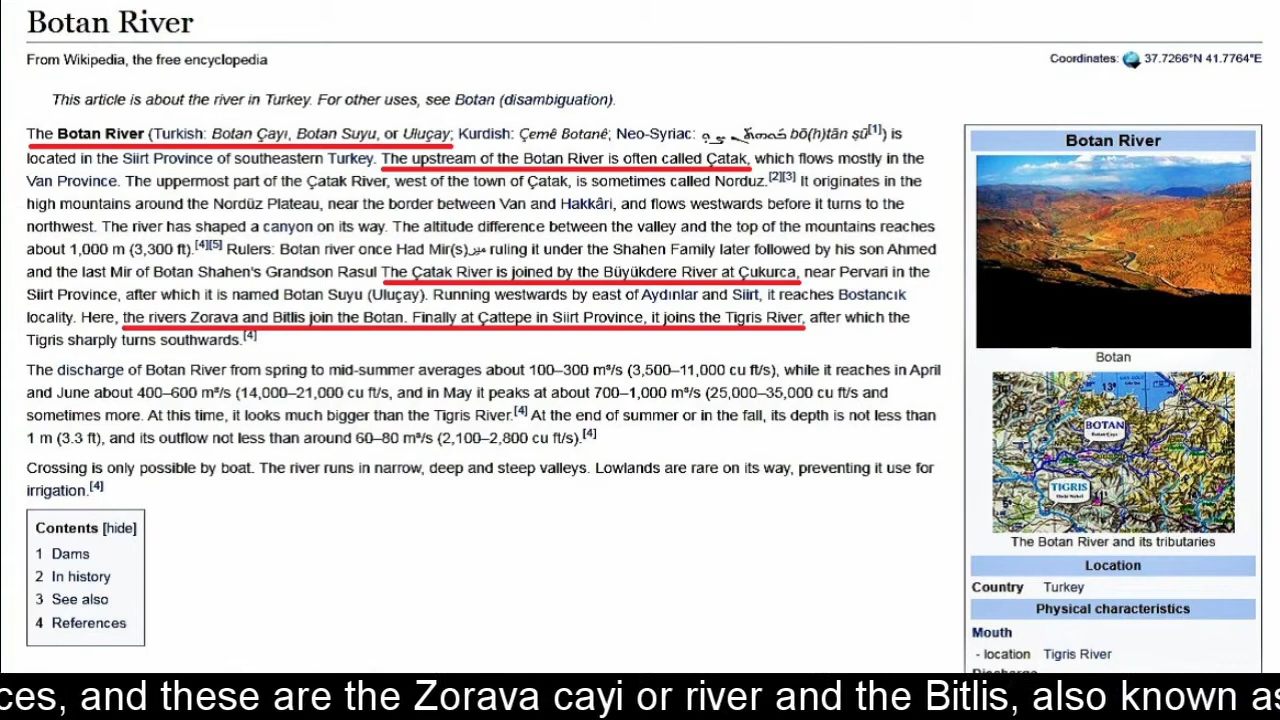 Botan River
From Wikipedia, the free encyclopedia
Coordinates: 37.7266°N 41.7764°E
This article is about the river in Turkey. For other uses, see Botan (disambiguation).
The Botan River (Turkish: Botan Çayı, Botan Suyu, or Uluçay; Kurdish: Çemê Botanê; Neo-Syriac: bō(h)tān ṣū[1]) is
located in the Siirt Province of southeastern Turkey. The upstream of the Botan River is often called Çatak, which flows mostly in the
Van Province. The uppermost part of the Çatak River, west of the town of Çatak, is sometimes called Norduz.[2][3] It originates in the
high mountains around the Nordüz Plateau, near the border between Van and Hakkâri, and flows westwards before it turns to the
northwest. The river has shaped a canyon on its way. The altitude difference between the valley and the top of the mountains reaches
about 1,000 m (3,300 ft).[4][5] Rulers: Botan river once Had Mir(s)میر ruling it under the Shahen Family later followed by his son Ahmed
and the last Mir of Botan Shahen's Grandson Rasul The Çatak River is joined by the Büyükdere River at Çukurca, near Pervari in the
Siirt Province, after which it is named Botan Suyu (Uluçay). Running westwards by east of Aydınlar and Siirt, it reaches Bostancık
locality. Here, the rivers Zorava and Bitlis join the Botan. Finally at Çattepe in Siirt Province, it joins the Tigris River, after which the
Tigris sharply turns southwards.[4]
The discharge of Botan River from spring to mid-summer averages about 100–300 m³/s (3,500–11,000 cu ft/s), while it reaches in April
and June about 400–600 m³/s (14,000–21,000 cu ft/s, and in May it peaks at about 700–1,000 m³/s (25,000–35,000 cu ft/s and
sometimes more. At this time, it looks much bigger than the Tigris River.[4] At the end of summer or in the fall, its depth is not less than
1 m (3.3 ft), and its outflow not less than around 60–80 m³/s (2,100–2,800 cu ft/s).[4]
Crossing is only possible by boat. The river runs in narrow, deep and steep valleys. Lowlands are rare on its way, preventing it use for
irrigation.[4]
Contents [hide]
1 Dams
2 In history
3 See also
4 References
Botan River
Botan
BOTAN
TIGRIS
The Botan River and its tributaries
Location
Country Turkey
Physical characteristics
Mouth
- location Tigris River
ces, and these are the Zorava cayi or river and the Bitlis, also known as